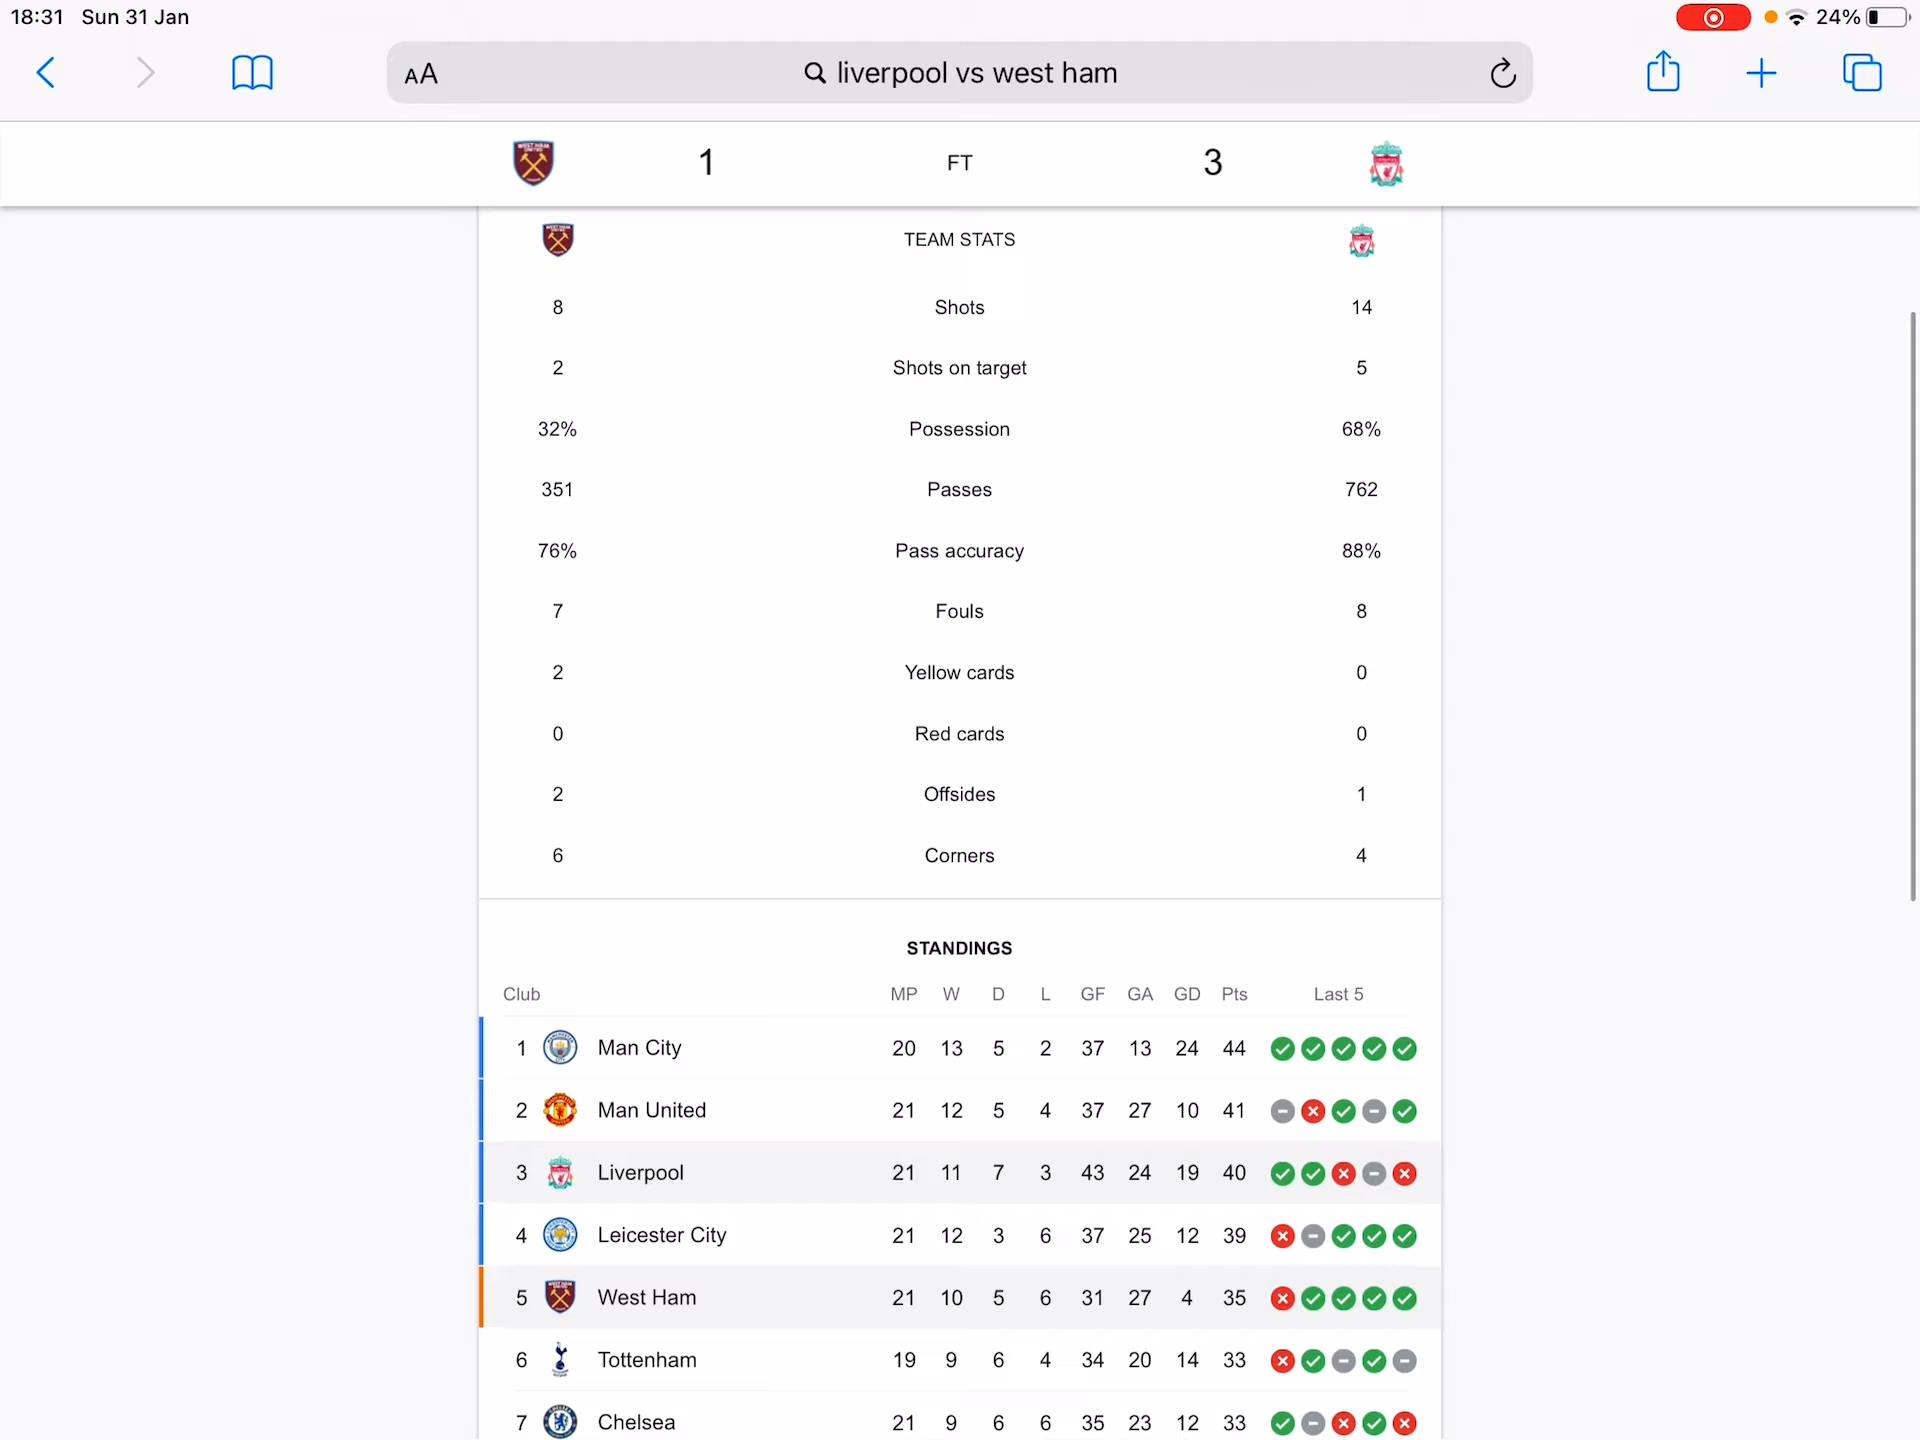 18:31 Sun 31 Jan 24%
AA liverpool vs west ham
1 FT 3
TEAM STATS
8 Shots 14
2 Shots on target 5
32% Possession 68%
351 Passes 762
76% Pass accuracy 88%
7 Fouls 8
2 Yellow cards 0
0 Red cards 0
2 Offsides 1
6 Corners 4
STANDINGS
Club MP W D L GF GA GD Pts Last 5
1 Man City 20 13 5 2 37 13 24 44
2 Man United 21 12 5 4 37 27 10 41
3 Liverpool 21 11 7 3 43 24 19 40
4 Leicester City 21 12 3 6 37 25 12 39
5 West Ham 21 10 5 6 31 27 4 35
6 Tottenham 19 9 6 4 34 20 14 33
7 Chelsea 21 9 6 6 35 23 12 33